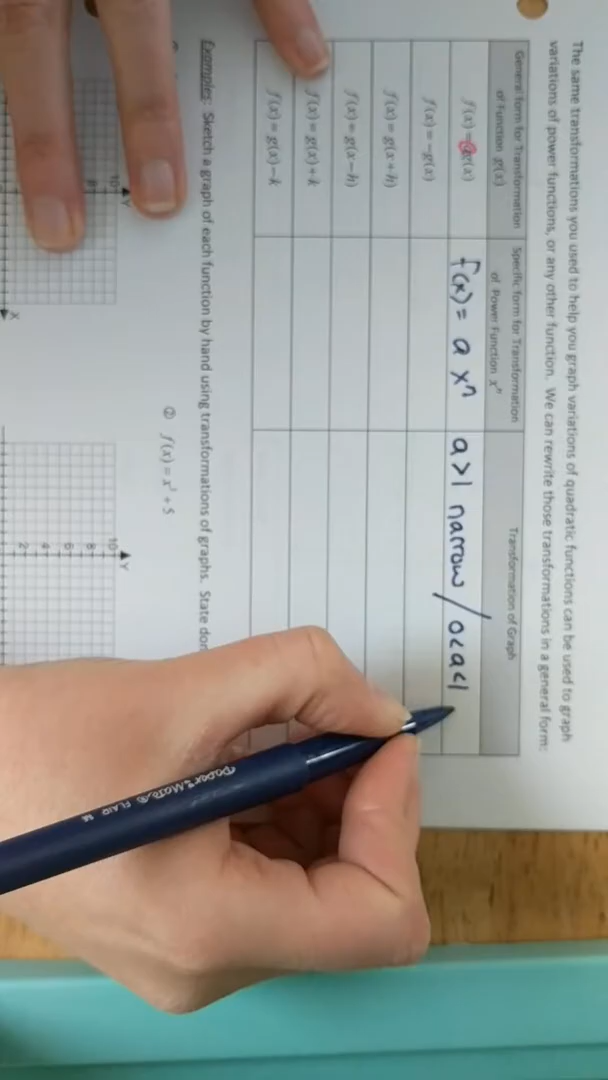 The same transformations you used to help you graph variations of quadratic functions can be used to graph
variations of power functions, or any other function. We can rewrite those transformations in a general form:
General form for Transformation of Function g(x)
Specific form for Transformation of Power Function xⁿ
Transformation of Graph
f(x)=ag(x)
f(x) = a xⁿ
a>1 narrow / 0<a<1
f(x)=-g(x)
f(x)=g(x+h)
f(x)=g(x-h)
f(x)=g(x)+k
f(x)=g(x)-k
Examples: Sketch a graph of each function by hand using transformations of graphs. State
② 
10
Y
8
X
10
Y
8
6
4
2
Paper Mate FLAIR